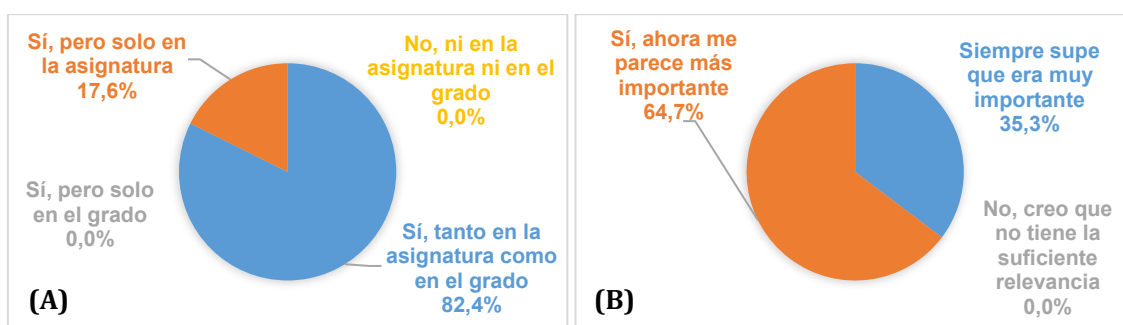 Sí, pero solo en
la asignatura
17,6%
No, ni en la
asignatura ni en el
grado
0,0%
Sí, pero solo
en el grado
0,0%
Sí, tanto en la
asignatura como
en el grado
82,4%
(A)
Sí, ahora me
parece más
importante
64,7%
Siempre supe
que era muy
importante
35,3%
No, creo que
no tiene la
suficiente
relevancia
0,0%
(B)